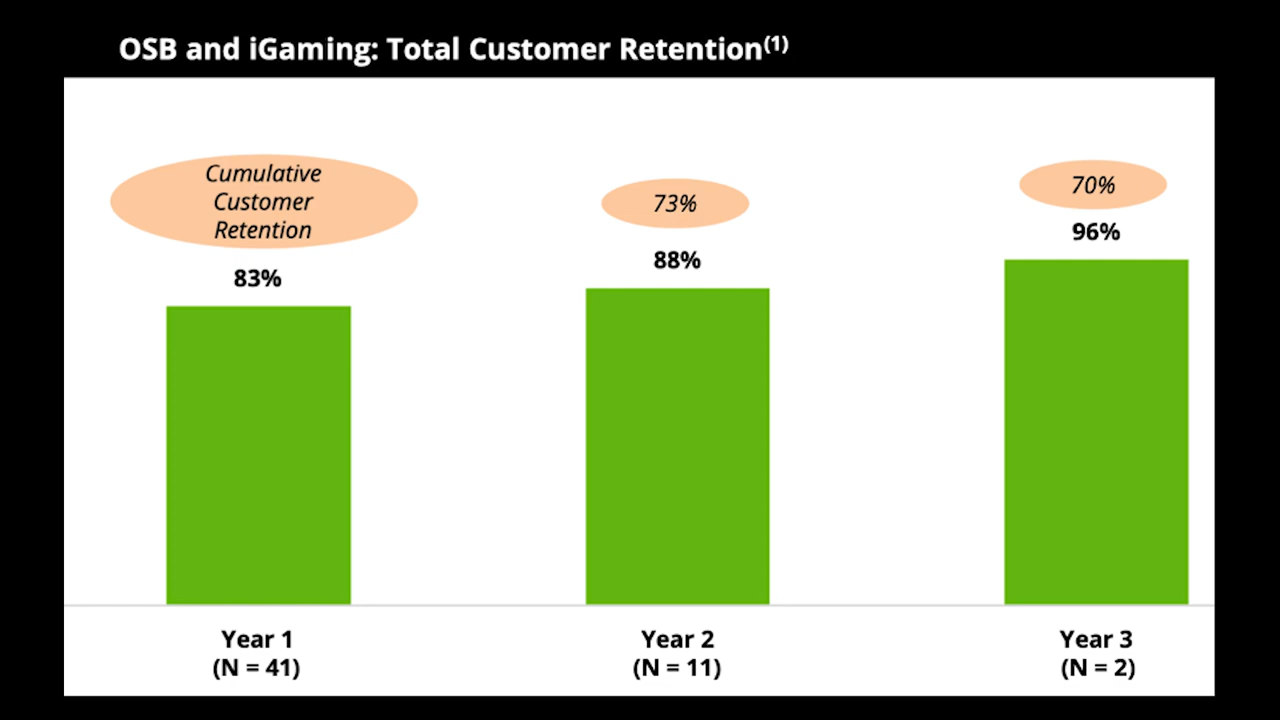 OSB and iGaming: Total Customer Retention(1)
Cumulative
Customer
Retention
83%
73%
88%
70%
96%
Year 1
(N = 41)
Year 2
(N = 11)
Year 3
(N = 2)